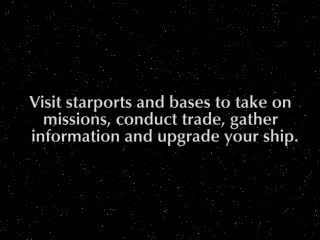 Visit starports and bases to take on
missions, conduct trade, gather
information and upgrade your ship.